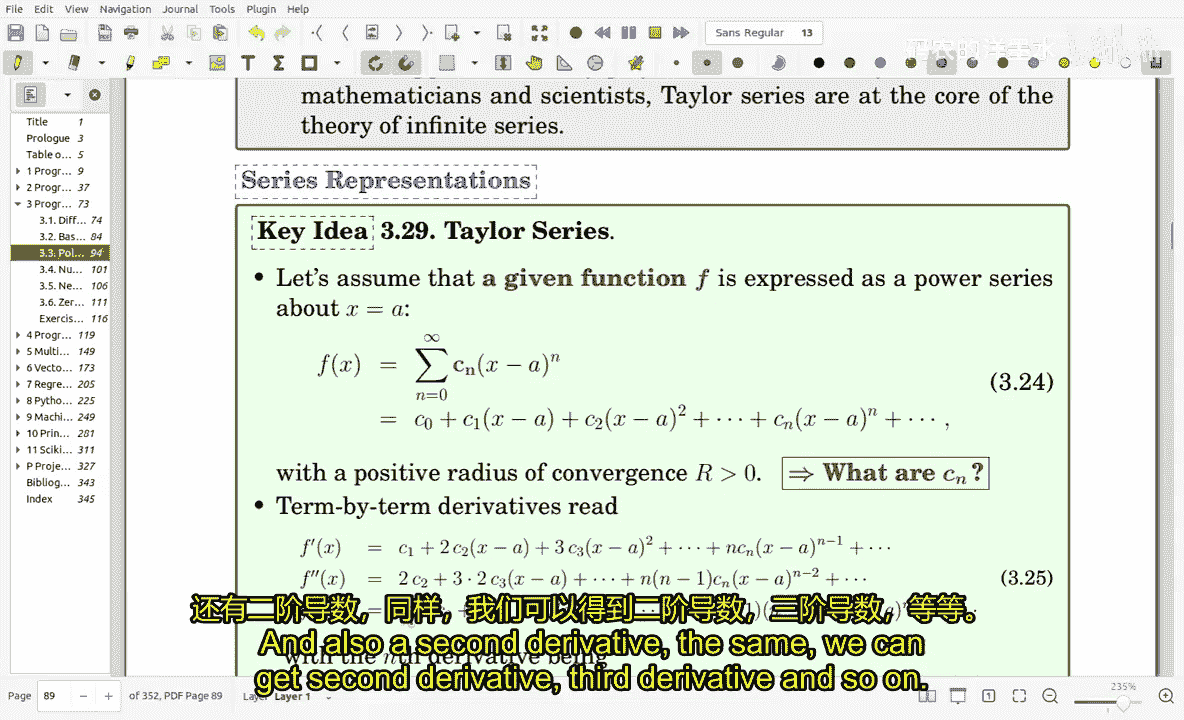 File Edit View Navigation Journal Tools Plugin Help
Sans Regular 13
Title 1
Prologue 3
Table o... 5
1 Progr... 9
2 Progr... 37
3 Progr... 73
3.1. Diff... 74
3.2. Bas... 84
3.3. Pol... 94
3.4. Nu... 101
3.5. Ne... 106
3.6. Zer... 111
Exercis... 116
4 Progr... 119
5 Multi... 149
6 Vecto... 173
7 Regre... 205
8 Pytho... 225
9 Machi... 249
10 Prin... 281
11 Sciki... 311
P Proje... 327
Bibliog... 343
Index 345
mathematicians and scientists, Taylor series are at the core of the
theory of infinite series.
Series Representations
Key Idea 3.29. Taylor Series.
• Let's assume that a given function f is expressed as a power series
about x = a:
f(x) = ∑_{n=0}^{∞} c_n(x − a)^n
= c_0 + c_1(x − a) + c_2(x − a)^2 + ··· + c_n(x − a)^n + ··· , (3.24)
with a positive radius of convergence R > 0. ⇒ What are c_n?
• Term-by-term derivatives read
f′(x) = c_1 + 2 c_2(x − a) + 3 c_3(x − a)^2 + ··· + nc_n(x − a)^{n−1} + ···
f″(x) = 2 c_2 + 3 · 2 c_3(x − a) + ··· + n(n − 1)c_n(x − a)^{n−2} + ··· (3.25)
with the nth derivative being
还有二阶导数，同样，我们可以得到二阶导数，三阶导数，等等。
And also a second derivative, the same, we can
get second derivative, third derivative and so on.
Page 89 − + of 352, PDF Page 89 Layer Layer 1 235%